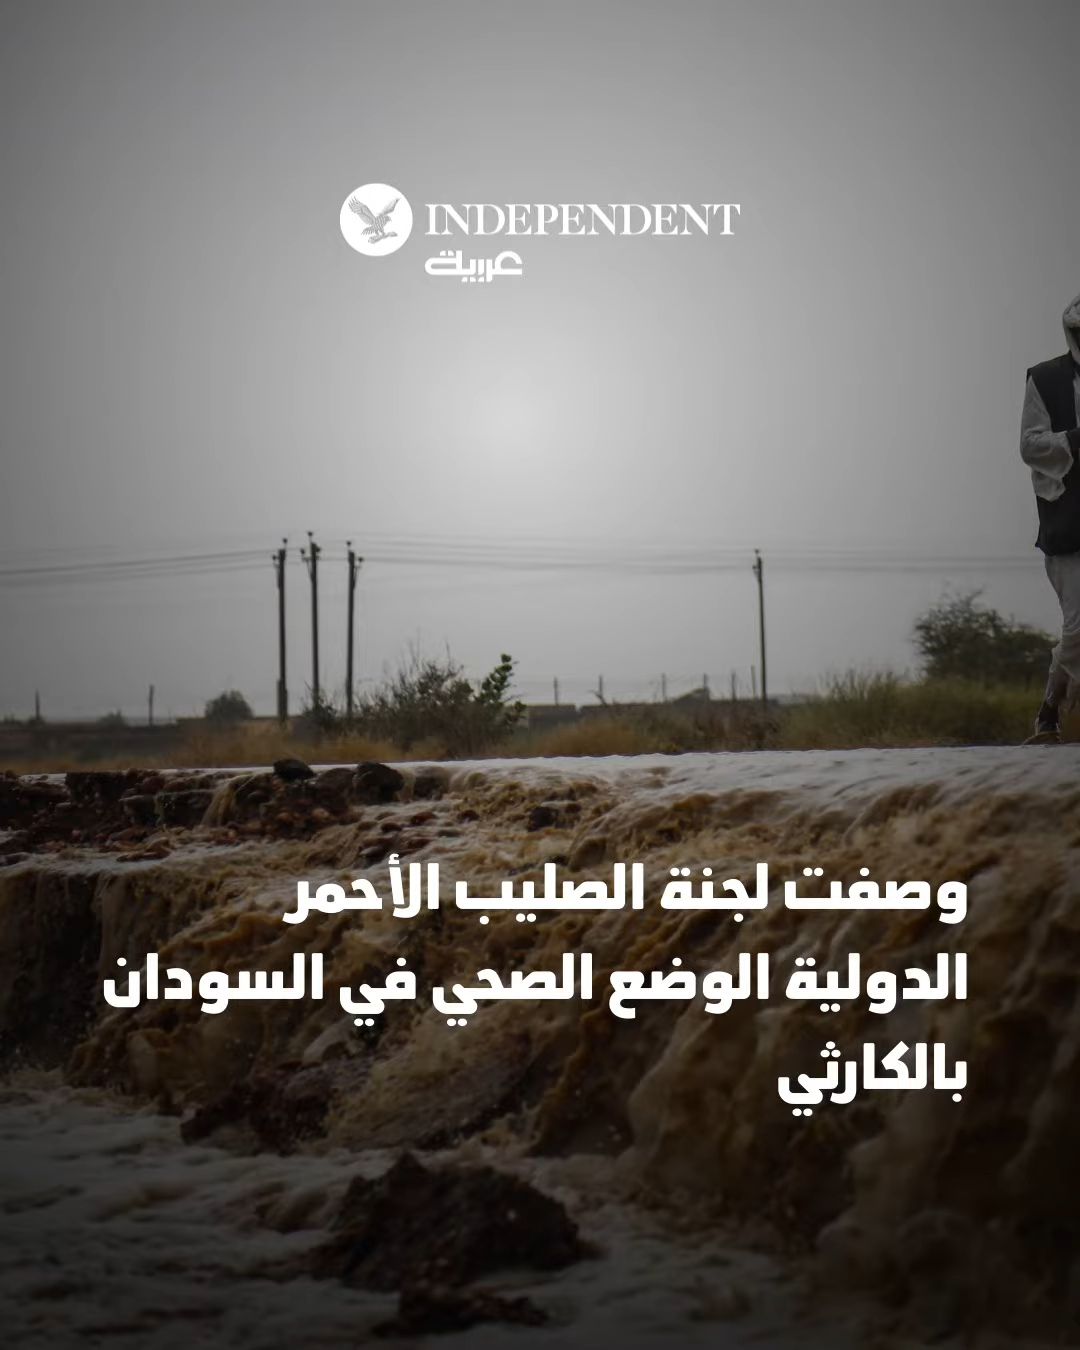 INDEPENDENT
عربية
وصفت لجنة الصليب الأحمر
الدولية الوضع الصحي في السودان
بالكارثي